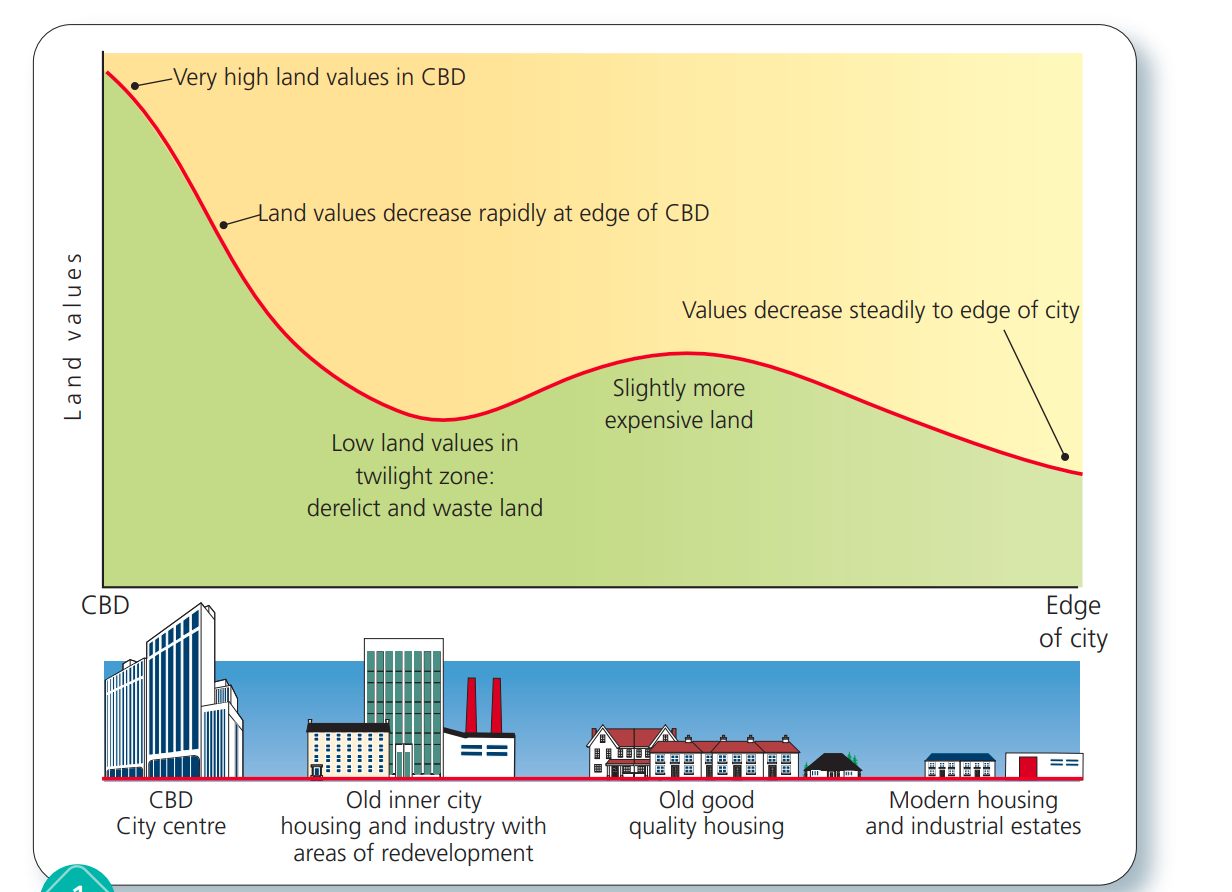 Very high land values in CBD
Land values decrease rapidly at edge of CBD
Land values
Values decrease steadily to edge of city
Slightly more
expensive land
Low land values in
twilight zone:
derelict and waste land
CBD
Edge
of city
CBD
City centre
Old inner city
housing and industry with
areas of redevelopment
Old good
quality housing
Modern housing
and industrial estates
1